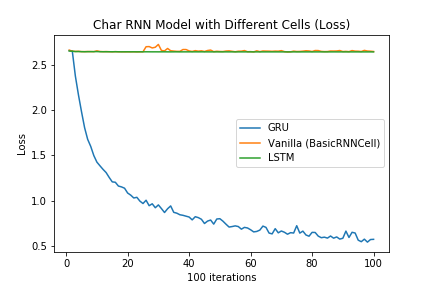 Char RNN Model with Different Cells (Loss)
Loss
2.5
2.0
1.5
1.0
0.5
GRU
Vanilla (BasicRNNCell)
LSTM
0 20 40 60 80 100
100 iterations